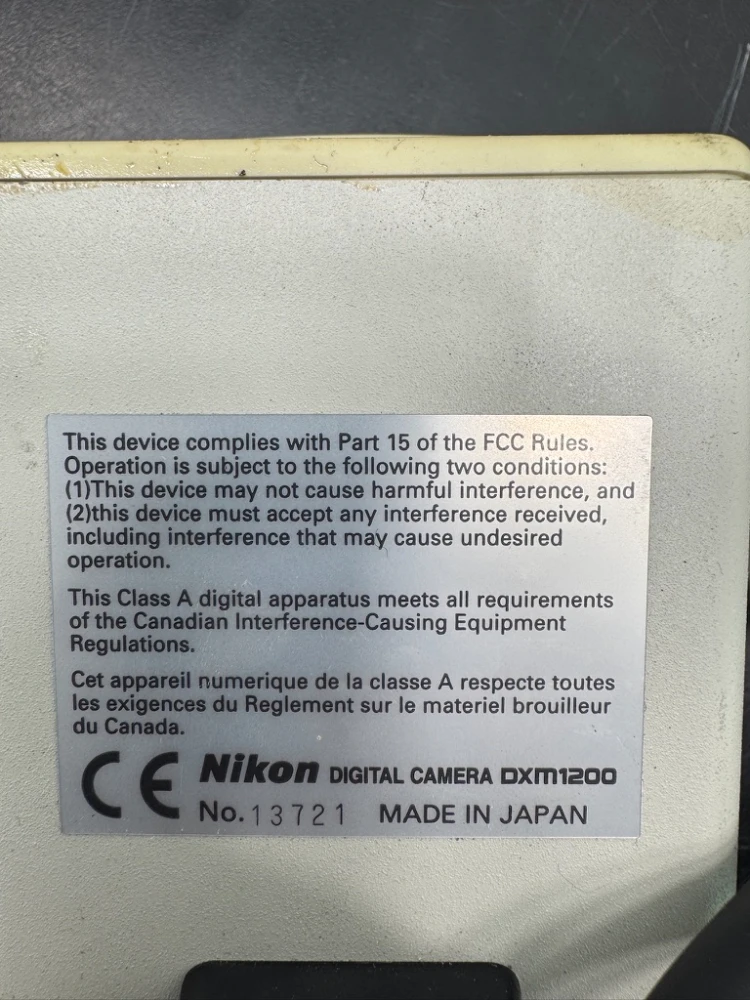 This device complies with Part 15 of the FCC Rules.
Operation is subject to the following two conditions:
(1)This device may not cause harmful interference, and
(2)this device must accept any interference received,
including interference that may cause undesired
operation.
This Class A digital apparatus meets all requirements
of the Canadian Interference-Causing Equipment
Regulations.
Cet appareil numerique de la classe A respecte toutes
les exigences du Reglement sur le materiel brouilleur
du Canada.
CE Nikon DIGITAL CAMERA DXM1200
No. 13721 MADE IN JAPAN